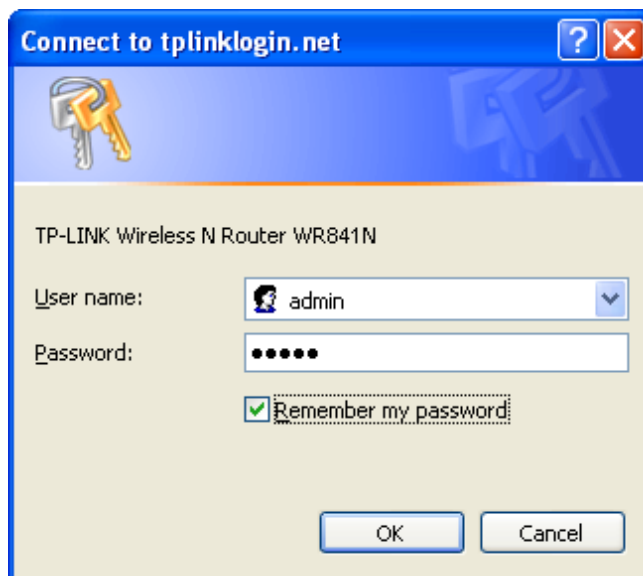 Connect to tplinklogin.net
TP-LINK Wireless N Router WR841N
User name: admin
Password: •••••
Remember my password
OK Cancel